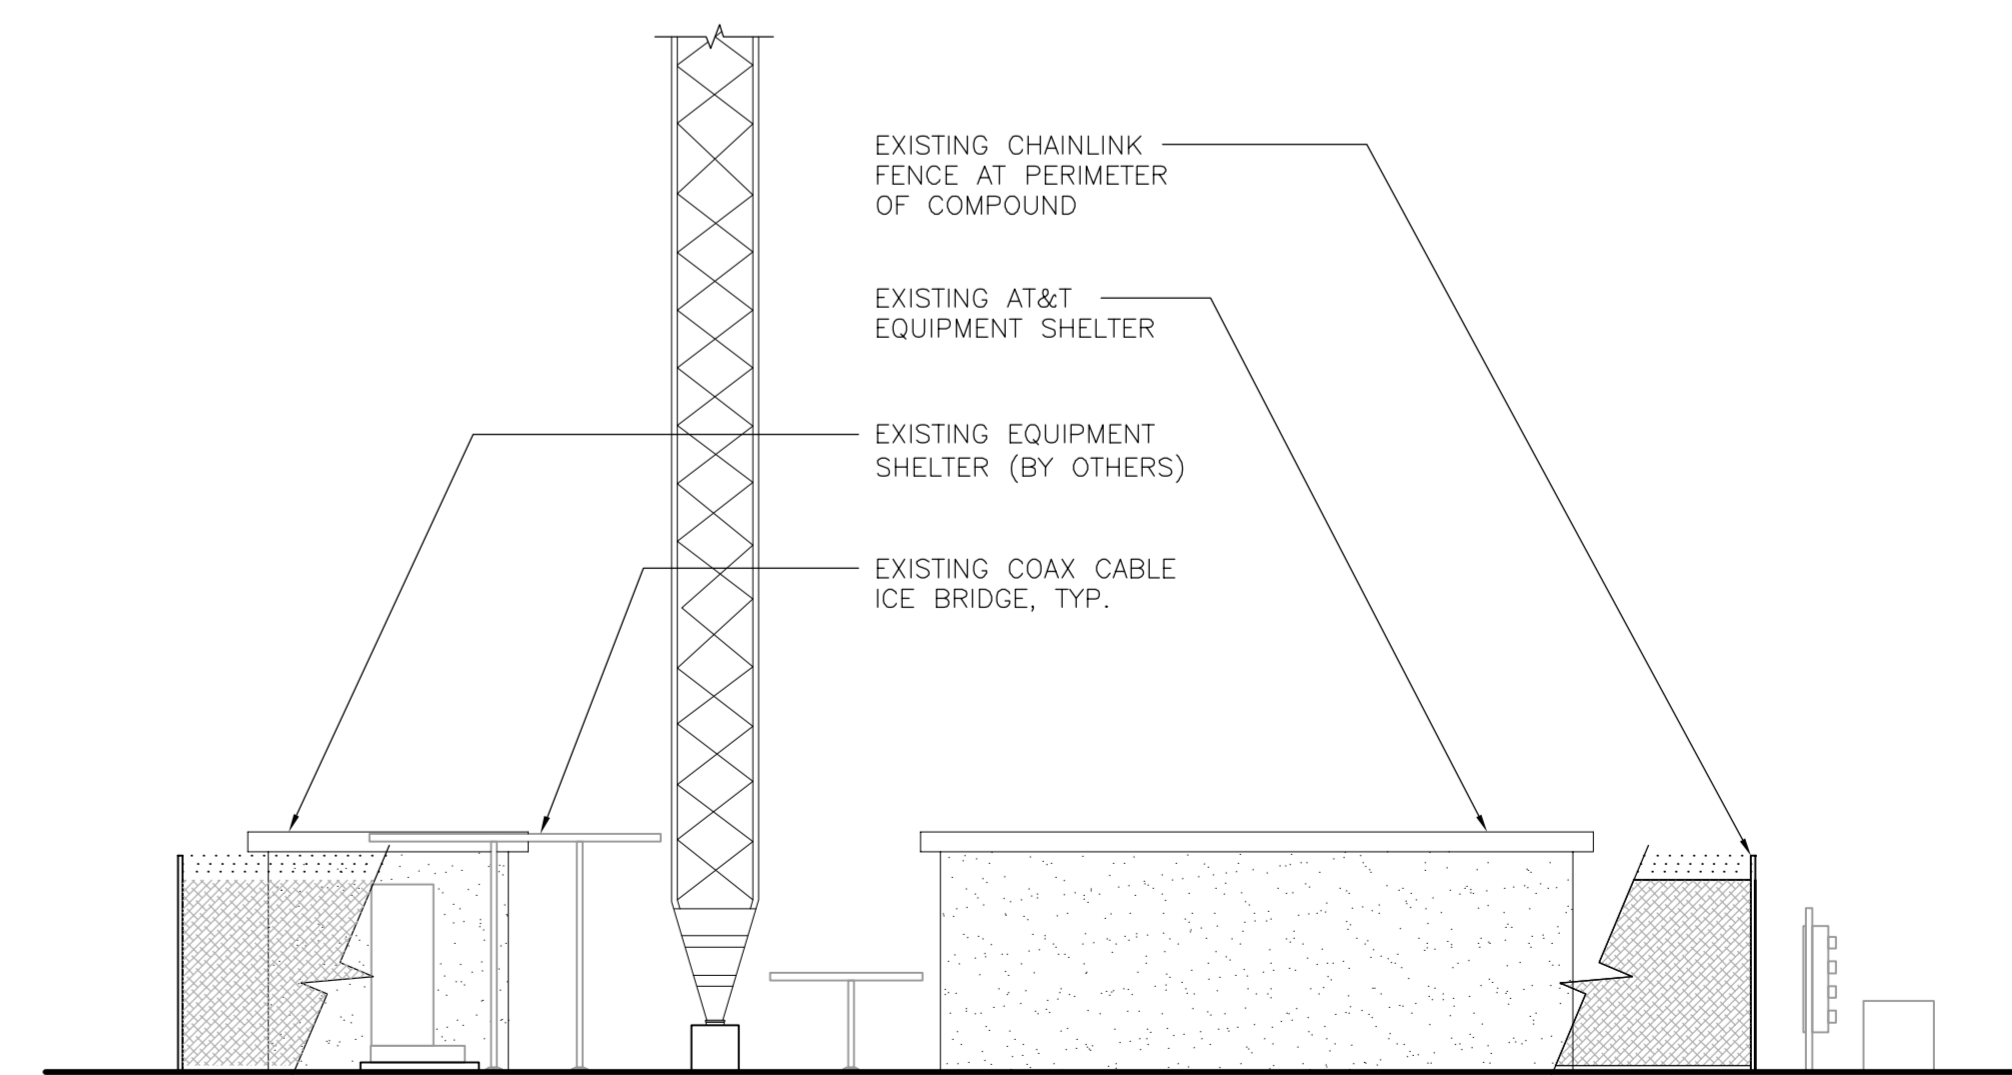 EXISTING CHAINLINK
FENCE AT PERIMETER
OF COMPOUND
EXISTING AT&T
EQUIPMENT SHELTER
EXISTING EQUIPMENT
SHELTER (BY OTHERS)
EXISTING COAX CABLE
ICE BRIDGE, TYP.